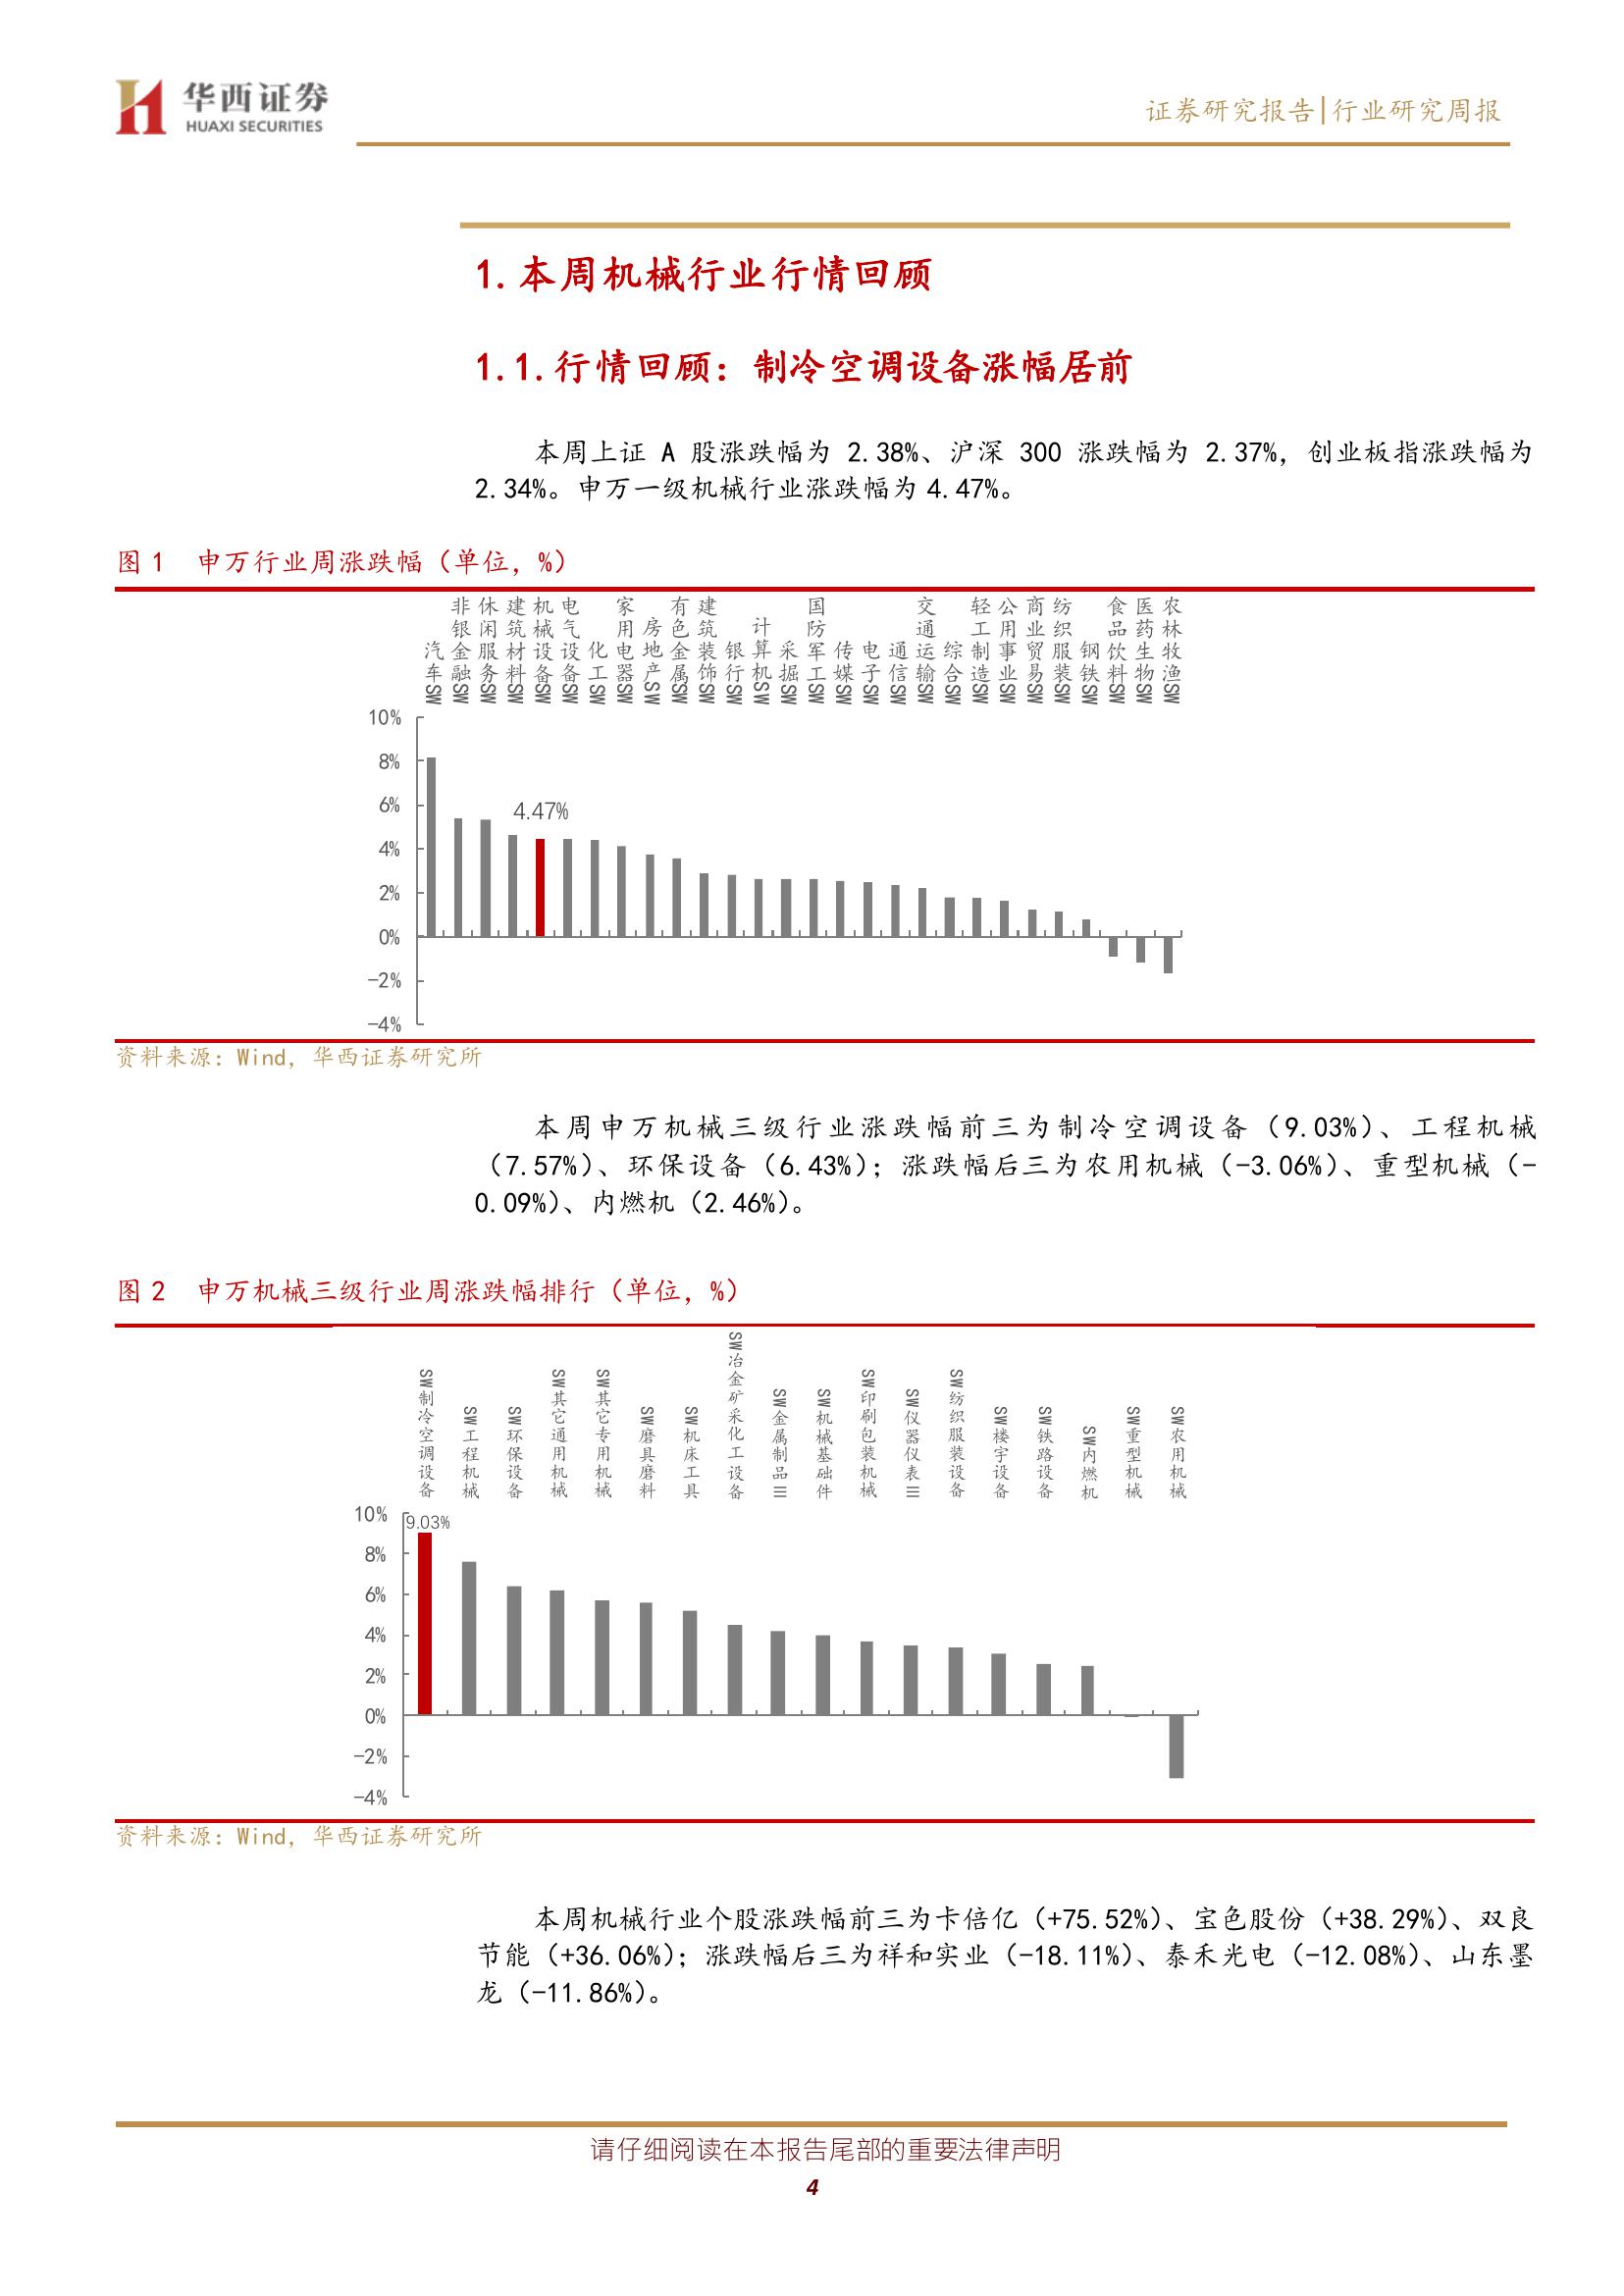 华西证券
HUAXI SECURITIES
证券研究报告|行业研究周报
1.本周机械行业行情回顾
1.1.行情回顾：制冷空调设备涨幅居前
本周上证 A 股涨跌幅为 2.38%、沪深 300 涨跌幅为 2.37%，创业板指涨跌幅为
2.34%。申万一级机械行业涨跌幅为 4.47%。
图 1 申万行业周涨跌幅（单位，%）
汽车SW
非银金融SW
休闲服务SW
建筑材料SW
机械设备SW
电气设备SW
化工SW
家用电器SW
房地产SW
有色金属SW
建筑装饰SW
银行SW
计算机SW
采掘SW
国防军工SW
传媒SW
电子SW
通信SW
交通运输SW
综合SW
轻工制造SW
公用事业SW
商业贸易SW
纺织服装SW
钢铁SW
食品饮料SW
医药生物SW
农林牧渔SW
10%
8%
6%
4.47%
4%
2%
0%
-2%
-4%
资料来源：Wind，华西证券研究所
本周申万机械三级行业涨跌幅前三为制冷空调设备（9.03%）、工程机械
（7.57%）、环保设备（6.43%）；涨跌幅后三为农用机械（-3.06%）、重型机械（-
0.09%）、内燃机（2.46%）。
图 2 申万机械三级行业周涨跌幅排行（单位，%）
SW制冷空调设备
SW工程机械
SW环保设备
SW其它通用机械
SW其它专用机械
SW磨具磨料
SW机床工具
SW冶金矿采化工设备
SW金属制品Ⅲ
SW机械基础件
SW印刷包装机械
SW仪器仪表Ⅲ
SW纺织服装设备
SW楼宇设备
SW铁路设备
SW内燃机
SW重型机械
SW农用机械
10%
9.03%
8%
6%
4%
2%
0%
-2%
-4%
资料来源：Wind，华西证券研究所
本周机械行业个股涨跌幅前三为卡倍亿（+75.52%）、宝色股份（+38.29%）、双良
节能（+36.06%）；涨跌幅后三为祥和实业（-18.11%）、泰禾光电（-12.08%）、山东墨
龙（-11.86%）。
请仔细阅读在本报告尾部的重要法律声明
4